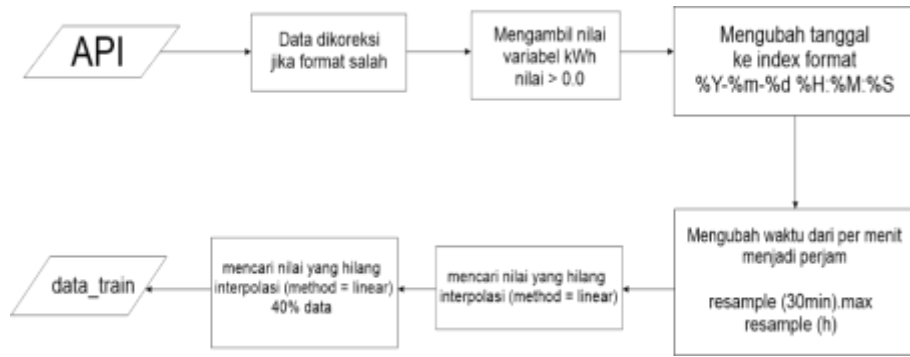 API
Data dikoreksi
jika format salah
Mengambil nilai
variabel kWh
nilai > 0.0
Mengubah tanggal
ke index format
%Y-%m-%d %H:%M:%S
Mengubah waktu dari per menit
menjadi perjam
resample (30min).max
resample (h)
mencari nilai yang hilang
interpolasi (method = linear)
mencari nilai yang hilang
interpolasi (method = linear)
40% data
data_train